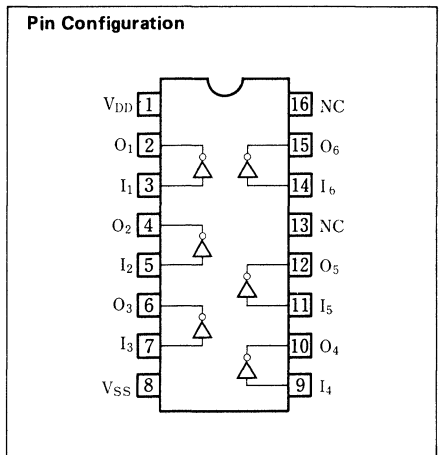 Pin Configuration
VDD 1 16 NC
O1 2 15 O6
I1 3 14 I6
O2 4 13 NC
I2 5 12 O5
O3 6 11 I5
I3 7 10 O4
VSS 8 9 I4